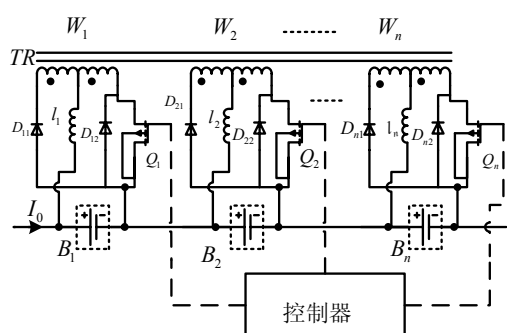 W₁ W₂ ........ Wₙ
TR
........
D₁₁ l₁ D₁₂ Q₁ D₂₁ l₂ D₂₂ Q₂ Dₙ₁ lₙ Dₙ₂ Qₙ
I₀ + - + - + -
B₁ B₂ Bₙ
控制器